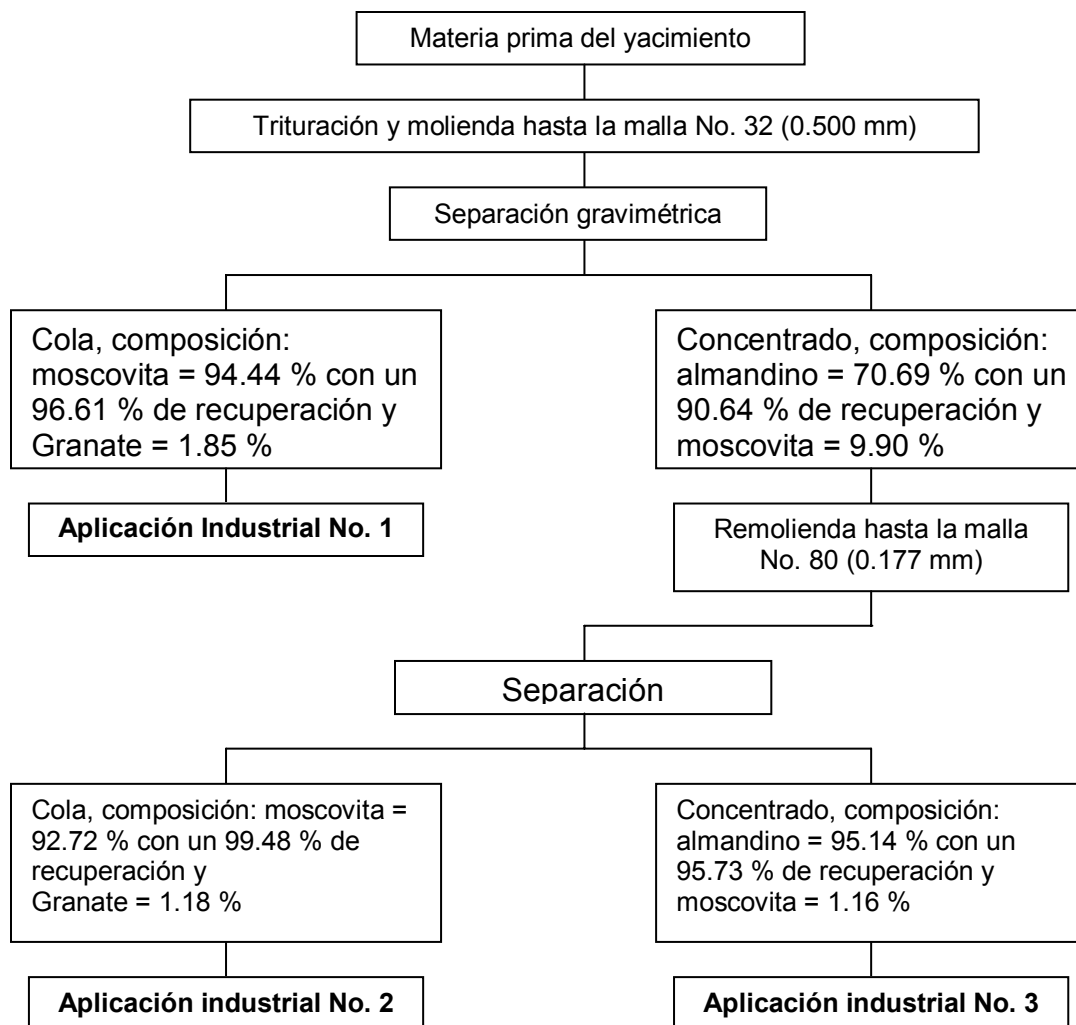 Materia prima del yacimiento
Trituración y molienda hasta la malla No. 32 (0.500 mm)
Separación gravimétrica
Cola, composición:
moscovita = 94.44 % con un
96.61 % de recuperación y
Granate = 1.85 %
Concentrado, composición:
almandino = 70.69 % con un
90.64 % de recuperación y
moscovita = 9.90 %
Aplicación Industrial No. 1
Remolienda hasta la malla
No. 80 (0.177 mm)
Separación
Cola, composición: moscovita =
92.72 % con un 99.48 % de
recuperación y
Granate = 1.18 %
Concentrado, composición:
almandino = 95.14 % con un
95.73 % de recuperación y
moscovita = 1.16 %
Aplicación industrial No. 2
Aplicación industrial No. 3